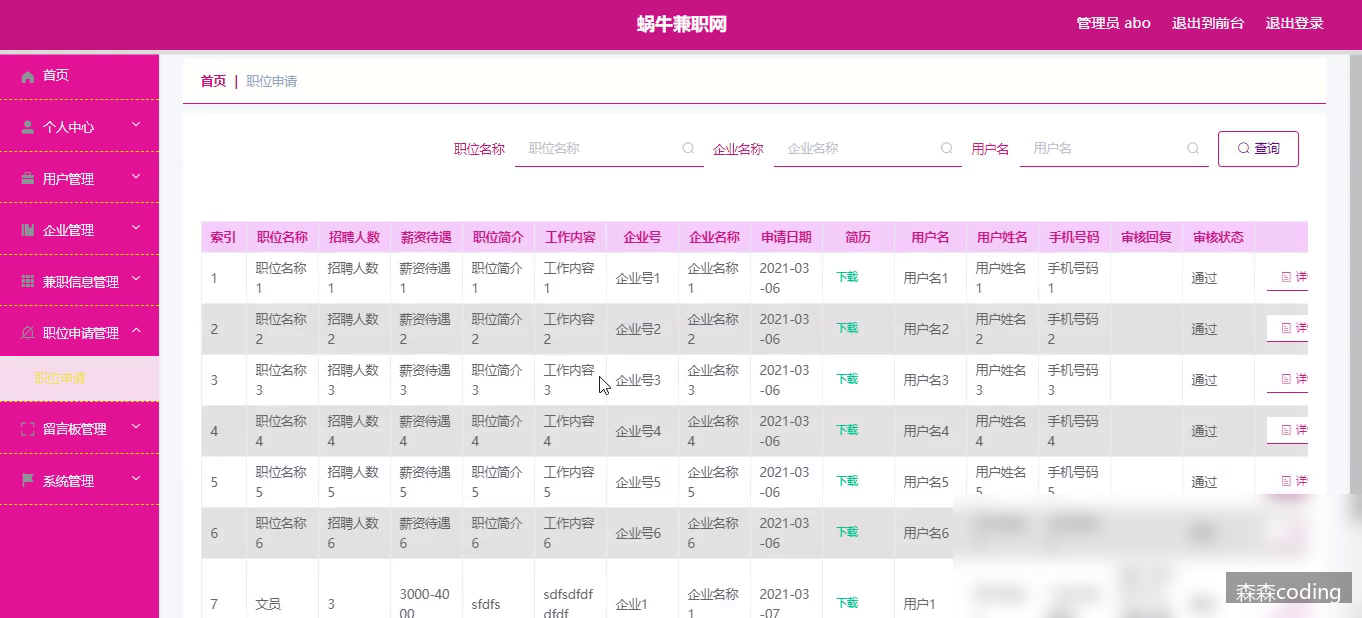 蜗牛兼职网
管理员 abo 退出到前台 退出登录
首页
个人中心
用户管理
企业管理
兼职信息管理
职位申请管理
职位申请
留言板管理
系统管理
首页 | 职位申请
职位名称 职位名称 企业名称 企业名称 用户名 用户名 查询
索引 职位名称 招聘人数 薪资待遇 职位简介 工作内容 企业号 企业名称 申请日期 简历 用户名 用户姓名 手机号码 审核回复 审核状态
1 职位名称1 招聘人数1 薪资待遇1 职位简介1 工作内容1 企业号1 企业名称1 2021-03-06 下载 用户名1 用户姓名1 手机号码1 通过 详
2 职位名称2 招聘人数2 薪资待遇2 职位简介2 工作内容2 企业号2 企业名称2 2021-03-06 下载 用户名2 用户姓名2 手机号码2 通过 详
3 职位名称3 招聘人数3 薪资待遇3 职位简介3 工作内容3 企业号3 企业名称3 2021-03-06 下载 用户名3 用户姓名3 手机号码3 通过 详
4 职位名称4 招聘人数4 薪资待遇4 职位简介4 工作内容4 企业号4 企业名称4 2021-03-06 下载 用户名4 用户姓名4 手机号码4 通过 详
5 职位名称5 招聘人数5 薪资待遇5 职位简介5 工作内容5 企业号5 企业名称5 2021-03-06 下载 用户名5 用户姓名5 手机号码5 通过 详
6 职位名称6 招聘人数6 薪资待遇6 职位简介6 工作内容6 企业号6 企业名称6 2021-03-06 下载 用户名6
7 文员 3 3000-4000 sfdfs sdfsdfdfdfdf 企业1 企业名称1 2021-03-07 下载 用户1
森森coding